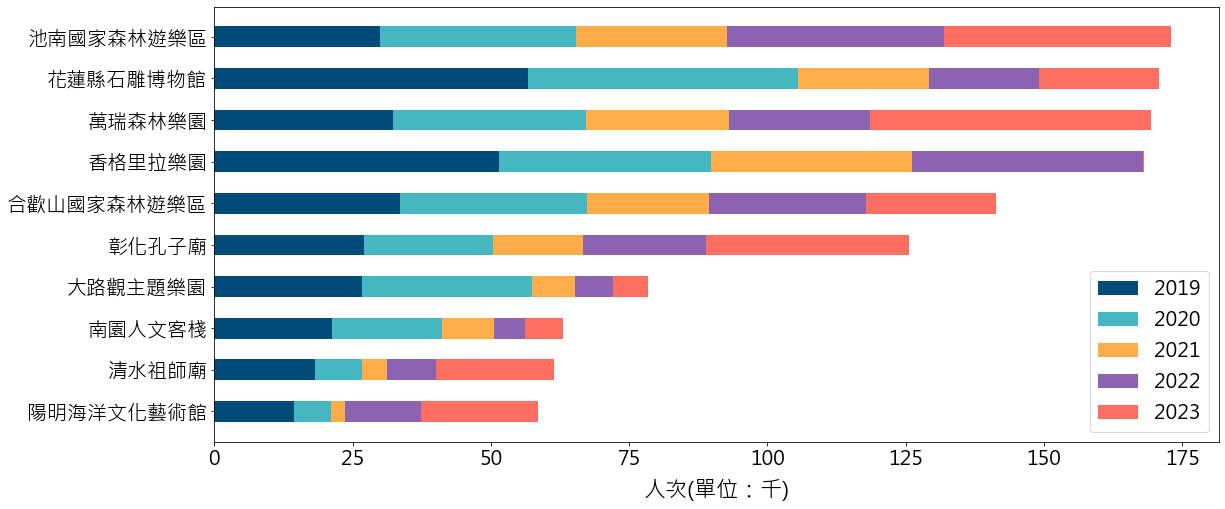 池南國家森林遊樂區
花蓮縣石雕博物館
萬瑞森林樂園
香格里拉樂園
合歡山國家森林遊樂區
彰化孔子廟
大路觀主題樂園
南園人文客棧
清水祖師廟
陽明海洋文化藝術館
2019
2020
2021
2022
2023
0 25 50 75 100 125 150 175
人次(單位：千)